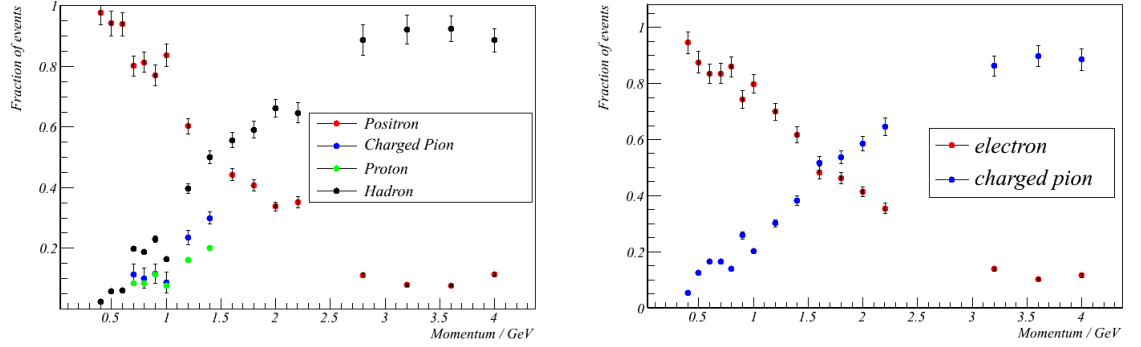 Fraction of events
1
0.8
0.6
0.4
0.2
Positron
Charged Pion
Proton
Hadron
0.5 1 1.5 2 2.5 3 3.5 4
Momentum / GeV
Fraction of events
1
0.8
0.6
0.4
0.2
0
electron
charged pion
0.5 1 1.5 2 2.5 3 3.5 4
Momentum / GeV